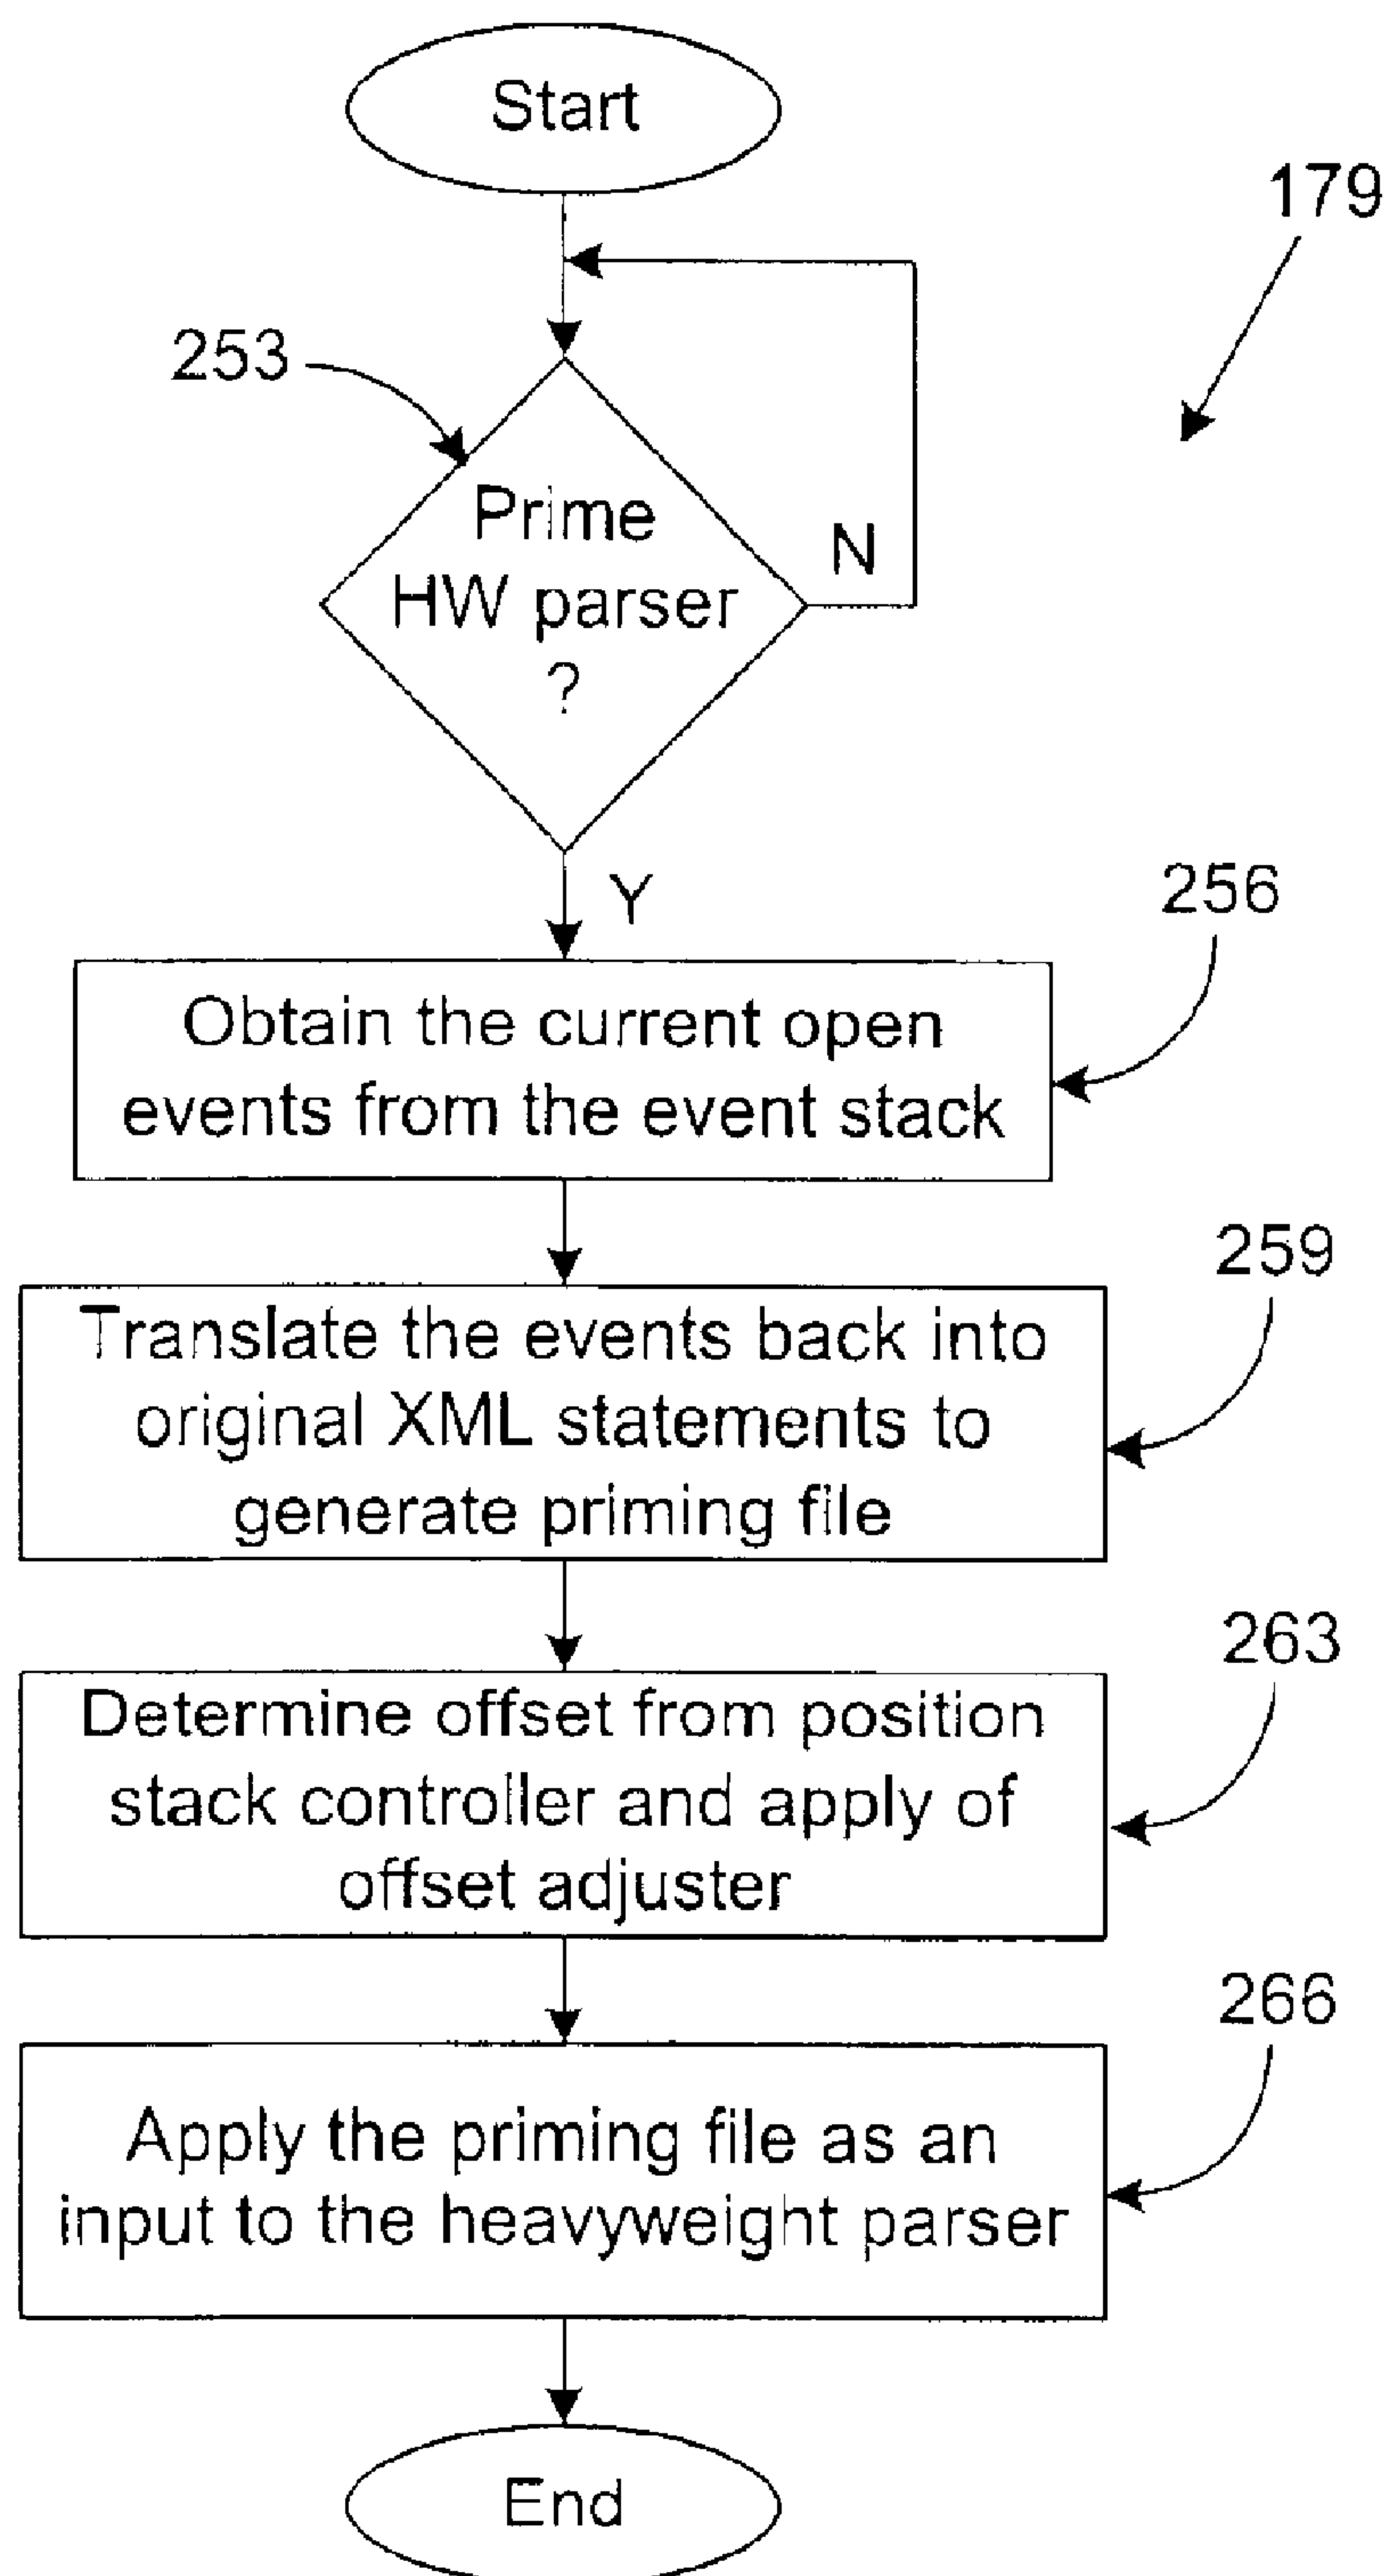 Start
179
253
Prime
HW parser
?
N
Y
256
Obtain the current open
events from the event stack
259
Translate the events back into
original XML statements to
generate priming file
263
Determine offset from position
stack controller and apply of
offset adjuster
266
Apply the priming file as an
input to the heavyweight parser
End